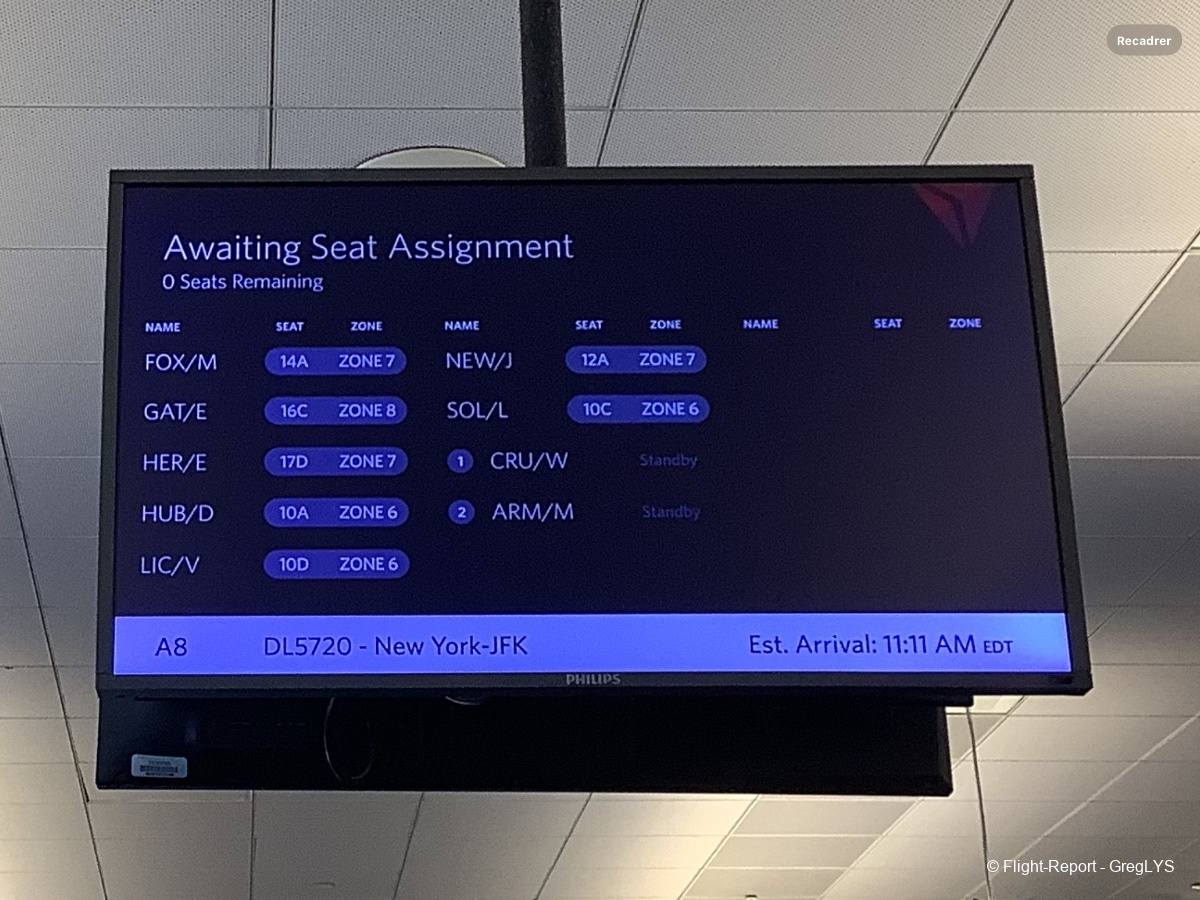 Recadrer
Awaiting Seat Assignment
0 Seats Remaining
NAME SEAT ZONE NAME SEAT ZONE NAME SEAT ZONE
FOX/M 14A ZONE 7 NEW/J 12A ZONE 7
GAT/E 16C ZONE 8 SOL/L 10C ZONE 6
HER/E 17D ZONE 7 1 CRU/W Standby
HUB/D 10A ZONE 6 2 ARM/M Standby
LIC/V 10D ZONE 6
A8 DL5720 - New York-JFK Est. Arrival: 11:11 AM EDT
PHILIPS
© Flight-Report - GregLYS